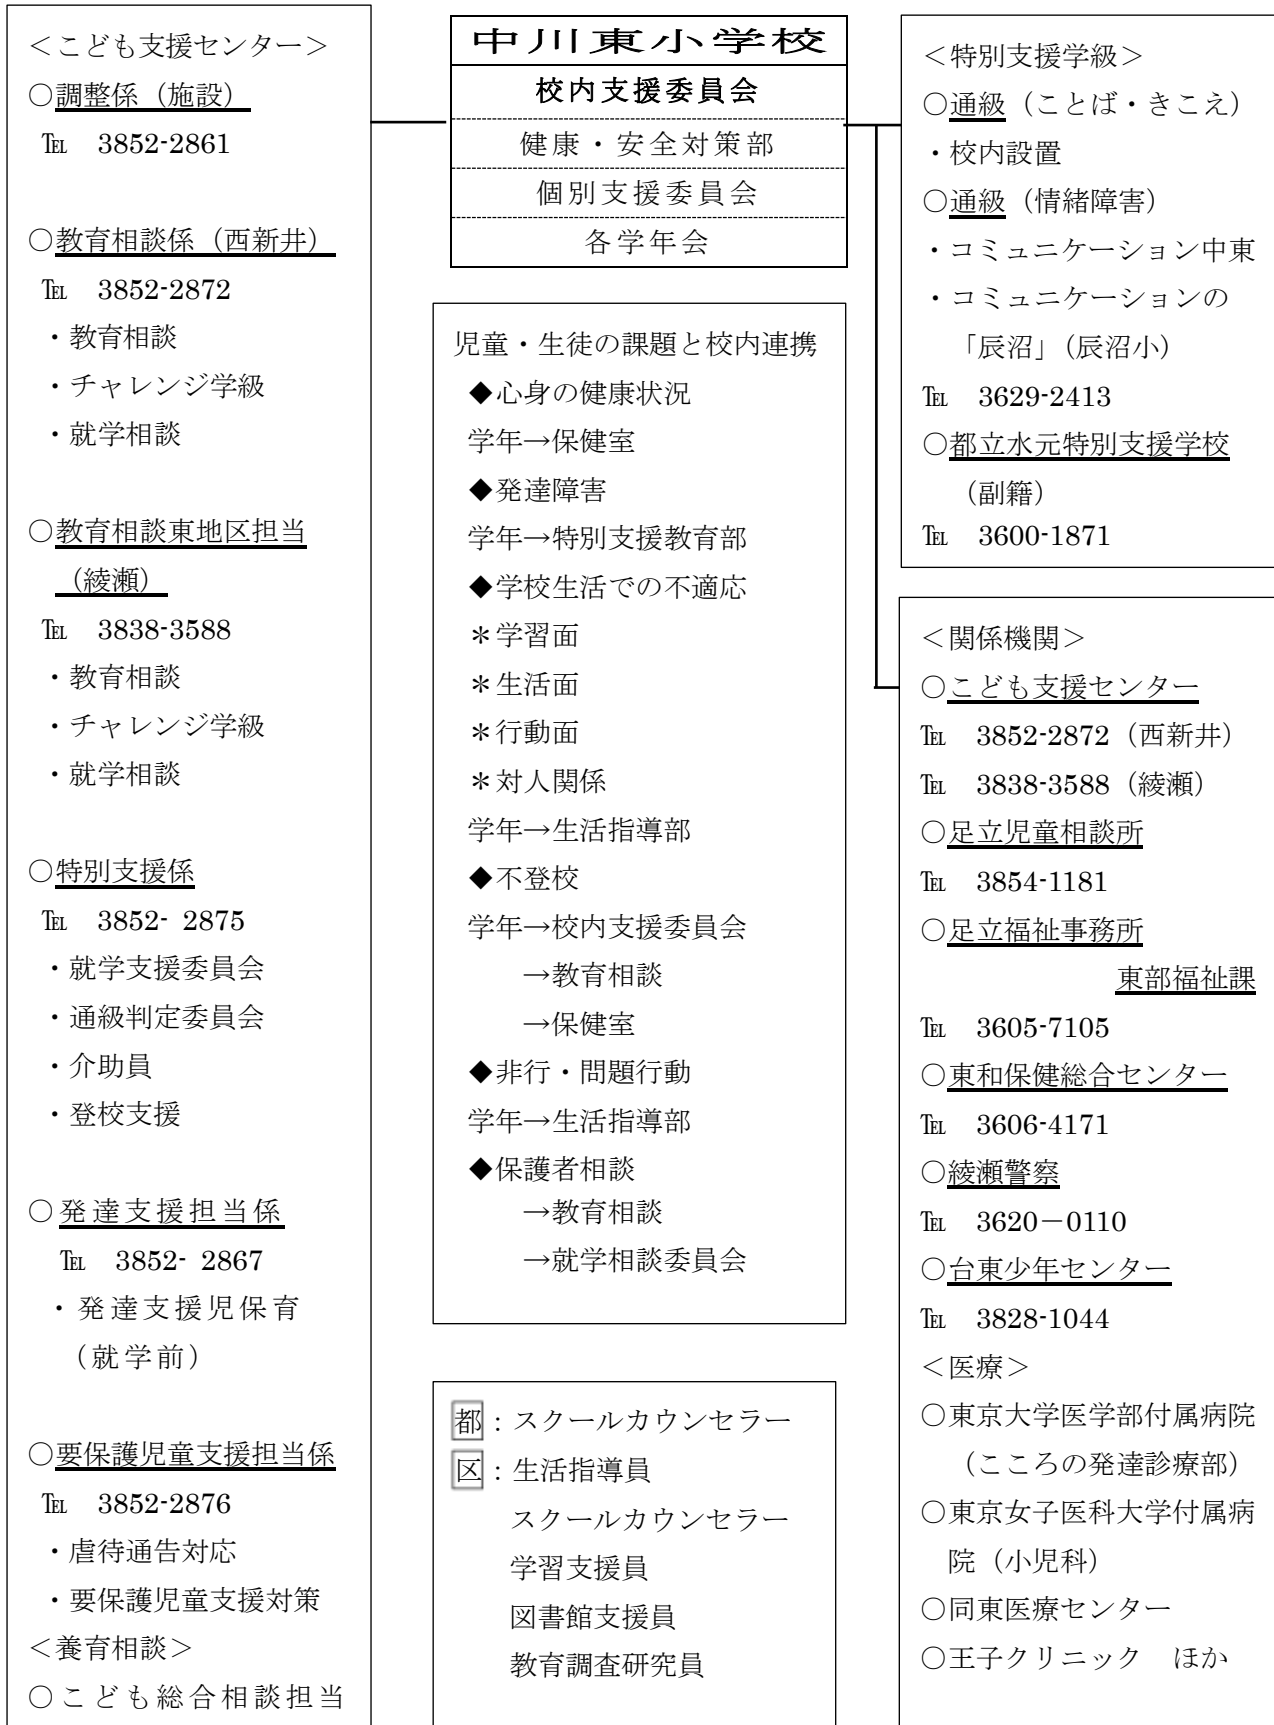 ＜こども支援センター＞
○調整係（施設）
℡　3852-2861
○教育相談係（西新井）
℡　3852-2872
・教育相談
・チャレンジ学級
・就学相談
○教育相談東地区担当
（綾瀬）
℡　3838-3588
・教育相談
・チャレンジ学級
・就学相談
○特別支援係
℡　3852- 2875
・就学支援委員会
・通級判定委員会
・介助員
・登校支援
○発達支援担当係
℡　3852- 2867
・発達支援児保育
（就学前）
○要保護児童支援担当係
℡　3852-2876
・虐待通告対応
・要保護児童支援対策
＜養育相談＞
○こども総合相談担当
中川東小学校
校内支援委員会
健康・安全対策部
個別支援委員会
各学年会
児童・生徒の課題と校内連携
◆心身の健康状況
学年→保健室
◆発達障害
学年→特別支援教育部
◆学校生活での不適応
＊学習面
＊生活面
＊行動面
＊対人関係
学年→生活指導部
◆不登校
学年→校内支援委員会
→教育相談
→保健室
◆非行・問題行動
学年→生活指導部
◆保護者相談
→教育相談
→就学相談委員会
都：スクールカウンセラー
区：生活指導員
スクールカウンセラー
学習支援員
図書館支援員
教育調査研究員
＜特別支援学級＞
○通級（ことば・きこえ）
・校内設置
○通級（情緒障害）
・コミュニケーション中東
・コミュニケーションの
「辰沼」（辰沼小）
℡　3629-2413
○都立水元特別支援学校
（副籍）
℡　3600-1871
＜関係機関＞
○こども支援センター
℡　3852-2872（西新井）
℡　3838-3588（綾瀬）
○足立児童相談所
℡　3854-1181
○足立福祉事務所
東部福祉課
℡　3605-7105
○東和保健総合センター
℡　3606-4171
○綾瀬警察
℡　3620－0110
○台東少年センター
℡　3828-1044
＜医療＞
○東京大学医学部付属病院
（こころの発達診療部）
○東京女子医科大学付属病
院（小児科）
○同東医療センター
○王子クリニック　ほか